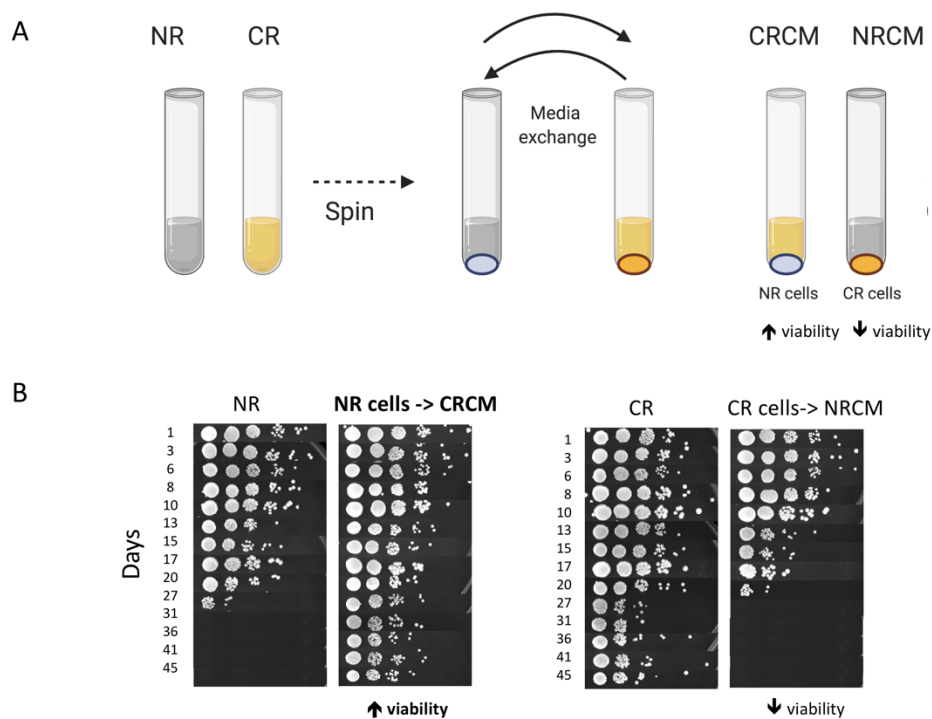 A
NR CR
CRCM NRCM
Media
exchange
Spin
NR cells CR cells
🡹 viability 🡻 viability
B
NR
NR cells -> CRCM
CR
CR cells-> NRCM
Days
1
3
6
8
10
13
15
17
20
27
31
36
41
45
1
3
6
8
10
13
15
17
20
27
31
36
41
45
🡹 viability
🡻 viability